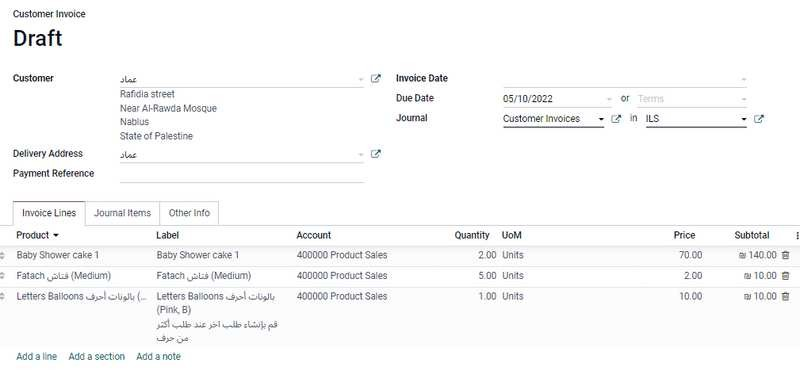 Customer Invoice
Draft
Customer عماد
Rafidia street
Near Al-Rawda Mosque
Nablus
State of Palestine
Delivery Address عماد
Payment Reference
Invoice Date
Due Date 05/10/2022 or Terms
Journal Customer Invoices in ILS
Invoice Lines Journal Items Other Info
Product Label Account Quantity UoM Price Subtotal
Baby Shower cake 1 Baby Shower cake 1 400000 Product Sales 2.00 Units 70.00 ₪ 140.00
Fatach فتاش (Medium) Fatach فتاش (Medium) 400000 Product Sales 5.00 Units 2.00 ₪ 10.00
Letters Balloons بالونات أحرف (... Letters Balloons بالونات أحرف 400000 Product Sales 1.00 Units 10.00 ₪ 10.00
(Pink, B)
قم بإنشاء طلب اخر عند طلب أكثر
من حرف
Add a line Add a section Add a note